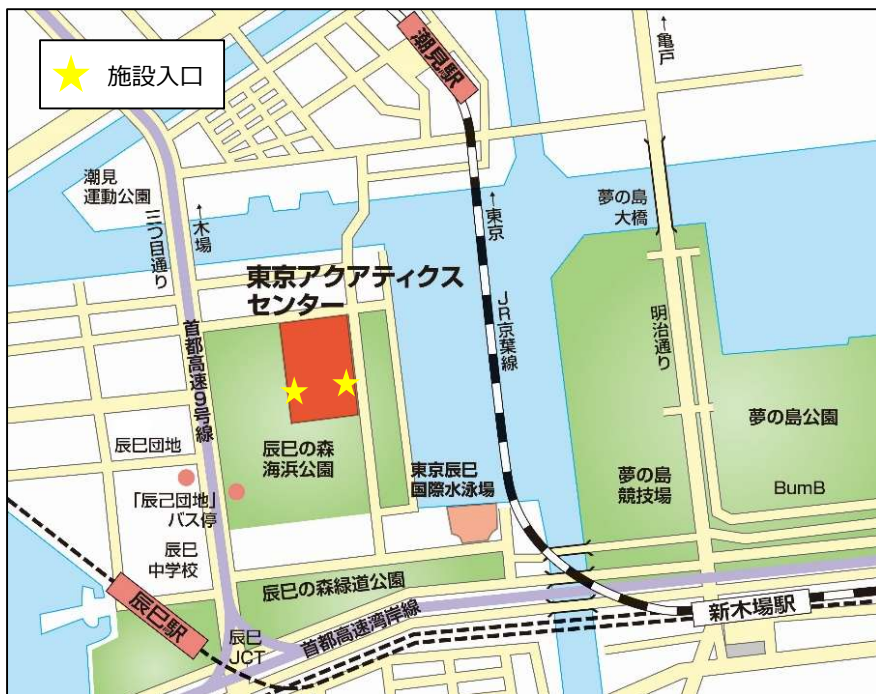 施設入口
潮見駅
←亀戸
潮見
運動公園
三つ目通り
←木場
←東京
夢の島
大橋
東京アクアティクス
センター
首都高速9号線
JR京葉線
明治通り
辰巳団地
辰巳の森
海浜公園
東京辰巳
国際水泳場
夢の島
競技場
夢の島公園
BumB
「辰己団地」
バス停
辰巳
中学校
辰巳の森緑道公園
辰巳駅
辰巳
JCT
首都高速湾岸線
新木場駅